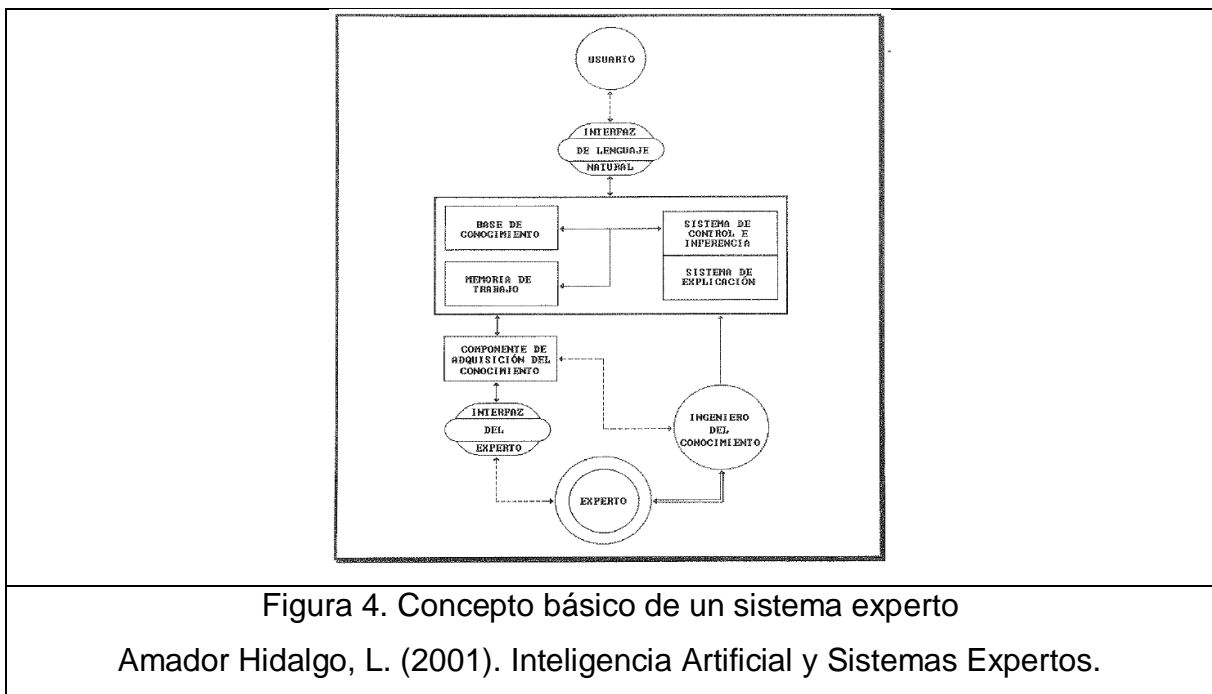 USUARIO
INTERFAZ
DE LENGUAJE
NATURAL
BASE DE
CONOCIMIENTO
SISTEMA DE
CONTROL E
INFERENCIA
MEMORIA DE
TRABAJO
SISTEMA DE
EXPLICACIÓN
COMPONENTE DE
ADQUISICIÓN DEL
CONOCIMIENTO
INTERFAZ
DEL
EXPERTO
INGENIERO
DEL
CONOCIMIENTO
EXPERTO
Figura 4. Concepto básico de un sistema experto
Amador Hidalgo, L. (2001). Inteligencia Artificial y Sistemas Expertos.